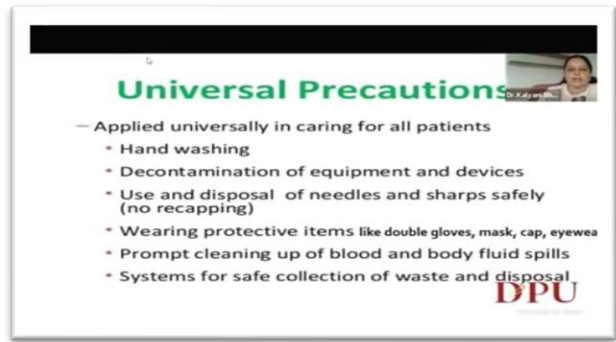 Universal Precautions
Dr.Kalyani
– Applied universally in caring for all patients
• Hand washing
• Decontamination of equipment and devices
• Use and disposal of needles and sharps safely
(no recapping)
• Wearing protective items like double gloves, mask, cap, eyewea
• Prompt cleaning up of blood and body fluid spills
• Systems for safe collection of waste and disposal
DPU